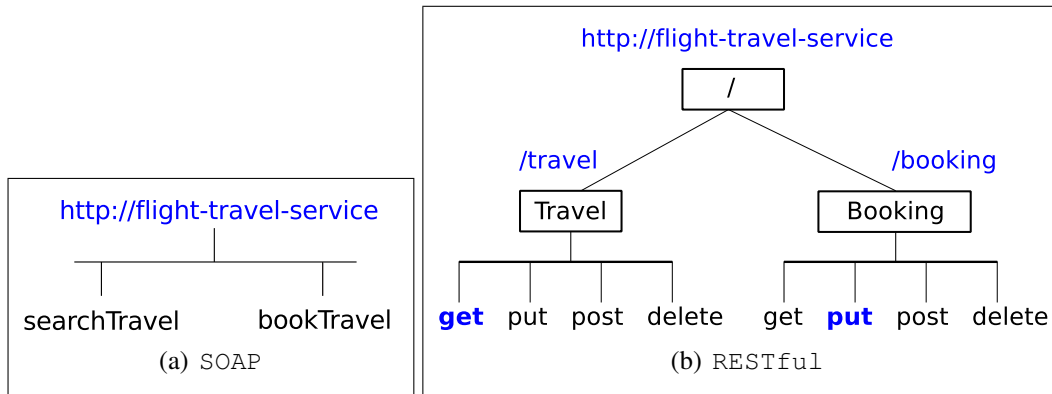 http://flight-travel-service
searchTravel bookTravel
(a) SOAP
http://flight-travel-service
/
/travel /booking
Travel Booking
get put post delete get put post delete
(b) RESTful